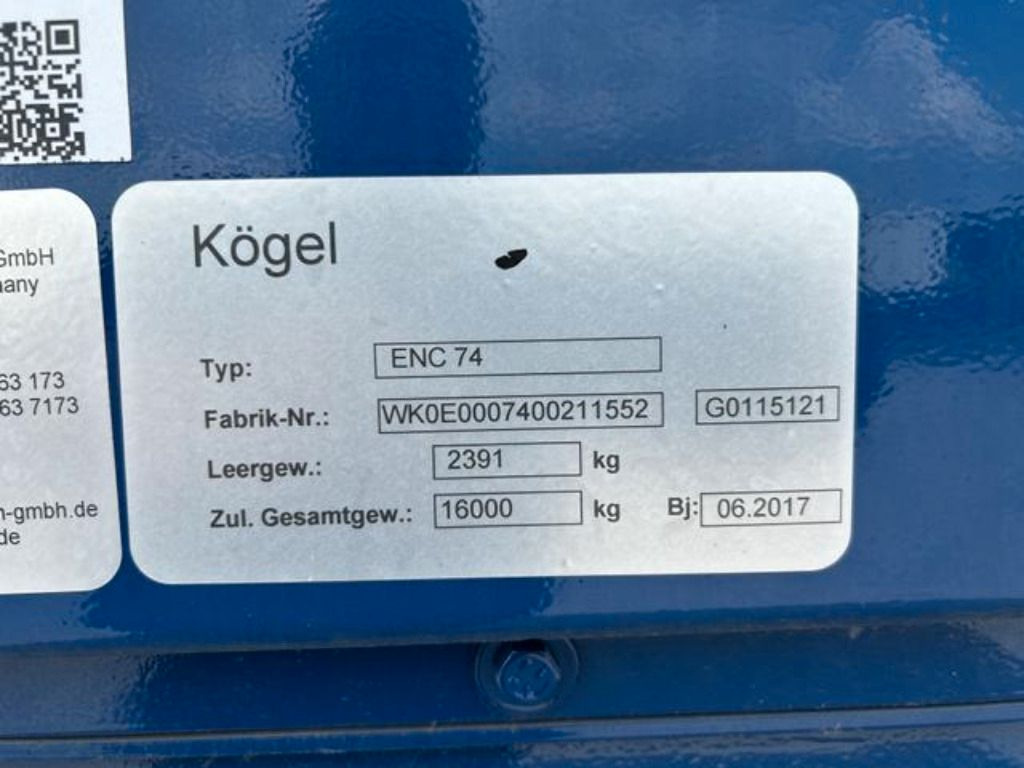 GmbH
any
63 173
63 7173
-gmbh.de
de
Kögel
Typ: ENC 74
Fabrik-Nr.: WK0E0007400211552 G0115121
Leergew.: 2391 kg
Zul. Gesamtgew.: 16000 kg Bj: 06.2017